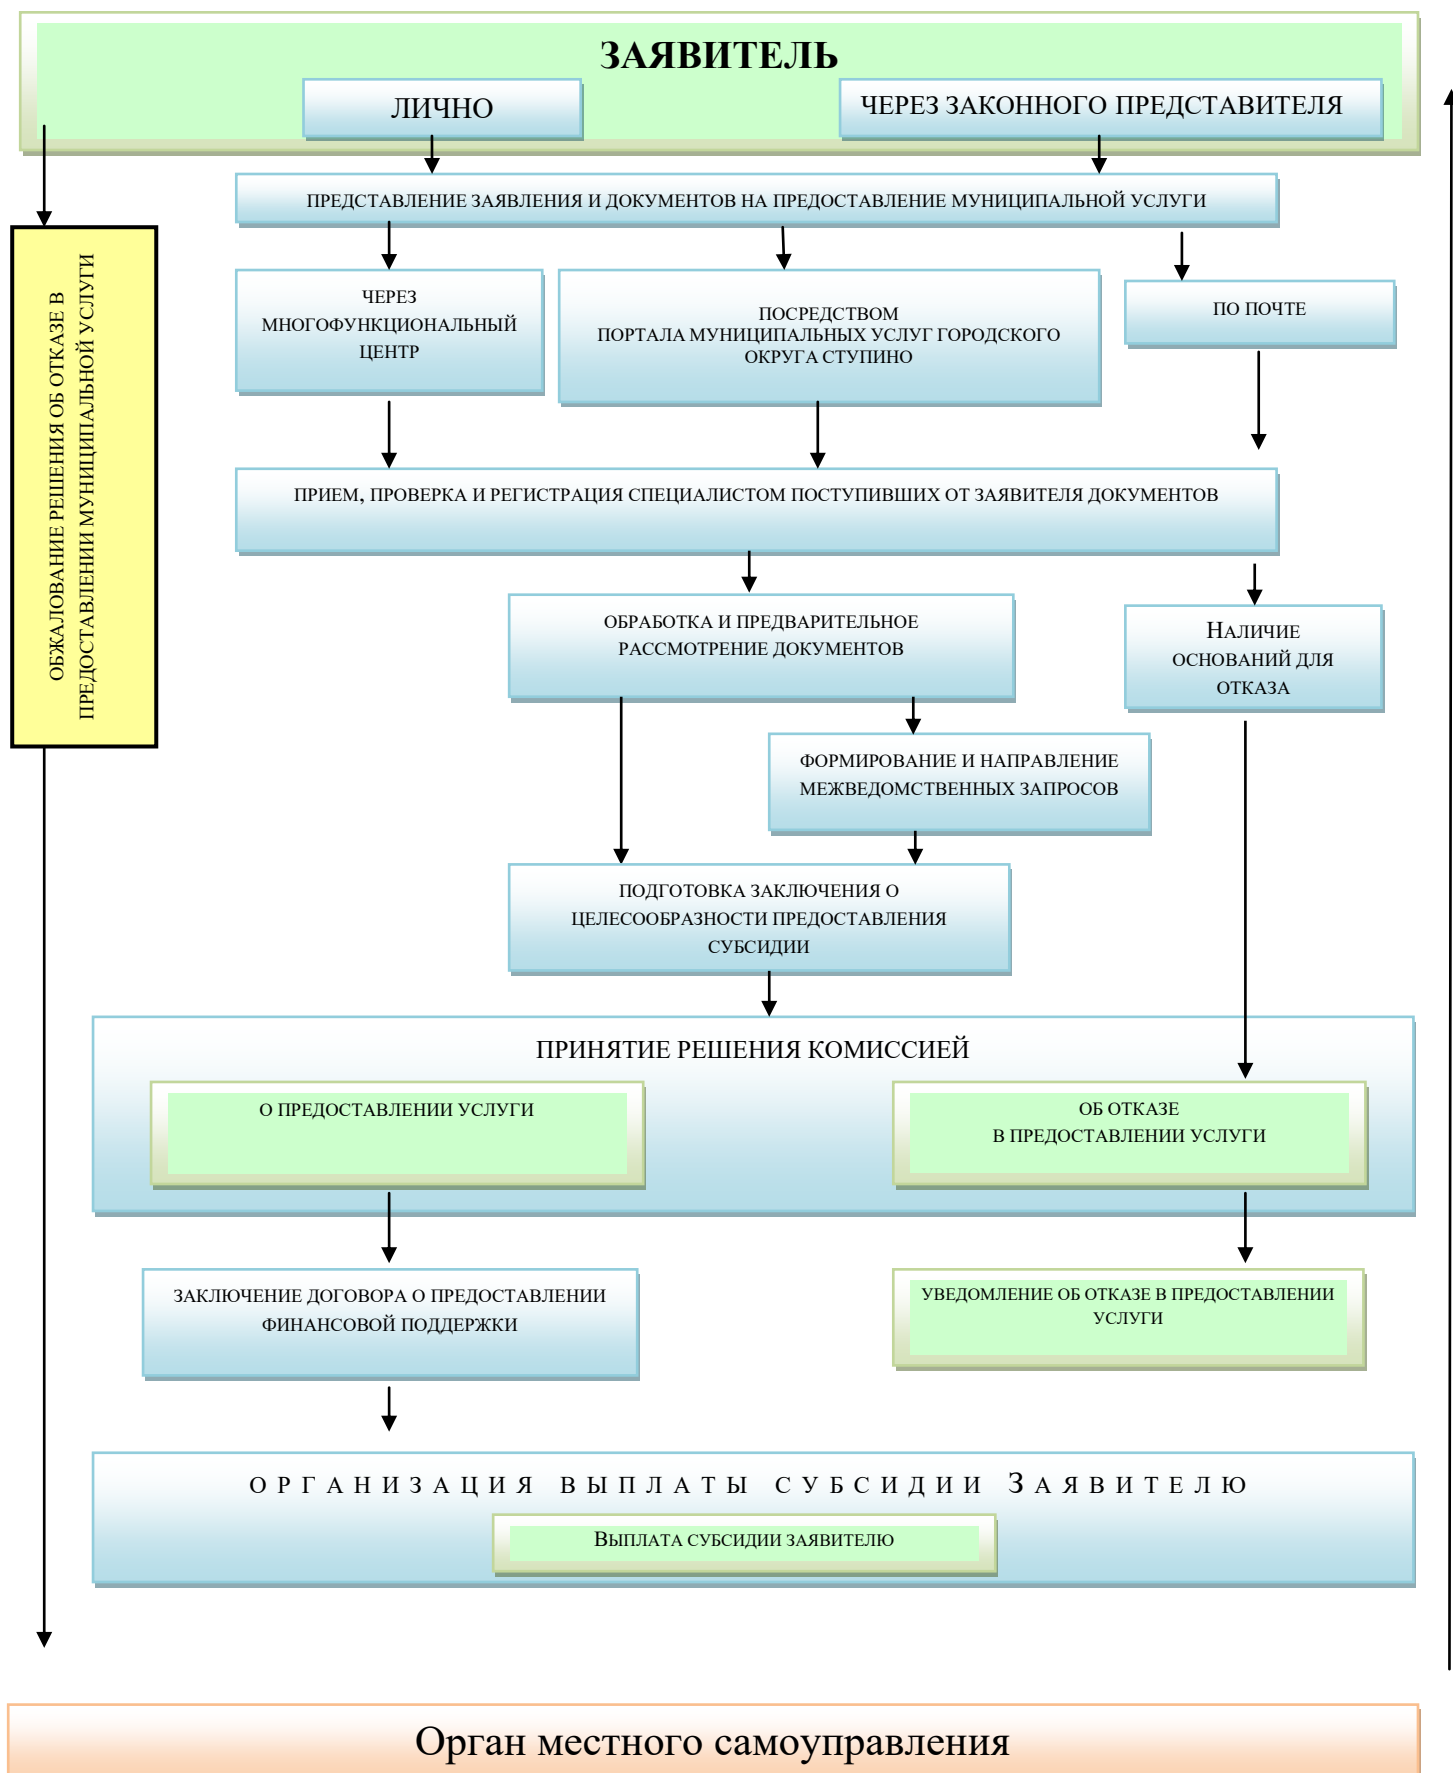 ЗАЯВИТЕЛЬ
ЛИЧНО
ЧЕРЕЗ ЗАКОННОГО ПРЕДСТАВИТЕЛЯ
ПРЕДСТАВЛЕНИЕ ЗАЯВЛЕНИЯ И ДОКУМЕНТОВ НА ПРЕДОСТАВЛЕНИЕ МУНИЦИПАЛЬНОЙ УСЛУГИ
ОБЖАЛОВАНИЕ РЕШЕНИЯ ОБ ОТКАЗЕ В
ПРЕДОСТАВЛЕНИИ МУНИЦИПАЛЬНОЙ УСЛУГИ
ЧЕРЕЗ
МНОГОФУНКЦИОНАЛЬНЫЙ
ЦЕНТР
ПОСРЕДСТВОМ
ПОРТАЛА МУНИЦИПАЛЬНЫХ УСЛУГ ГОРОДСКОГО
ОКРУГА СТУПИНО
ПО ПОЧТЕ
ПРИЕМ, ПРОВЕРКА И РЕГИСТРАЦИЯ СПЕЦИАЛИСТОМ ПОСТУПИВШИХ ОТ ЗАЯВИТЕЛЯ ДОКУМЕНТОВ
ОБРАБОТКА И ПРЕДВАРИТЕЛЬНОЕ
РАССМОТРЕНИЕ ДОКУМЕНТОВ
НАЛИЧИЕ
ОСНОВАНИЙ ДЛЯ
ОТКАЗА
ФОРМИРОВАНИЕ И НАПРАВЛЕНИЕ
МЕЖВЕДОМСТВЕННЫХ ЗАПРОСОВ
ПОДГОТОВКА ЗАКЛЮЧЕНИЯ О
ЦЕЛЕСООБРАЗНОСТИ ПРЕДОСТАВЛЕНИЯ
СУБСИДИИ
ПРИНЯТИЕ РЕШЕНИЯ КОМИССИЕЙ
О ПРЕДОСТАВЛЕНИИ УСЛУГИ
ОБ ОТКАЗЕ
В ПРЕДОСТАВЛЕНИИ УСЛУГИ
ЗАКЛЮЧЕНИЕ ДОГОВОРА О ПРЕДОСТАВЛЕНИИ
ФИНАНСОВОЙ ПОДДЕРЖКИ
УВЕДОМЛЕНИЕ ОБ ОТКАЗЕ В ПРЕДОСТАВЛЕНИИ
УСЛУГИ
ОРГАНИЗАЦИЯ ВЫПЛАТЫ СУБСИДИИ ЗАЯВИТЕЛЮ
ВЫПЛАТА СУБСИДИИ ЗАЯВИТЕЛЮ
Орган местного самоуправления